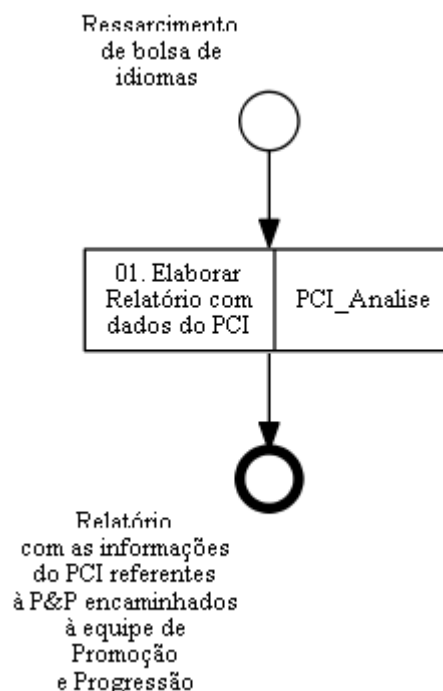 Ressarcimento
de bolsa de
idiomas
01. Elaborar
Relatório com
dados do PCI
PCI_Analise
Relatório
com as informações
do PCI referentes
à P&P encaminhados
à equipe de
Promoção
e Progressão